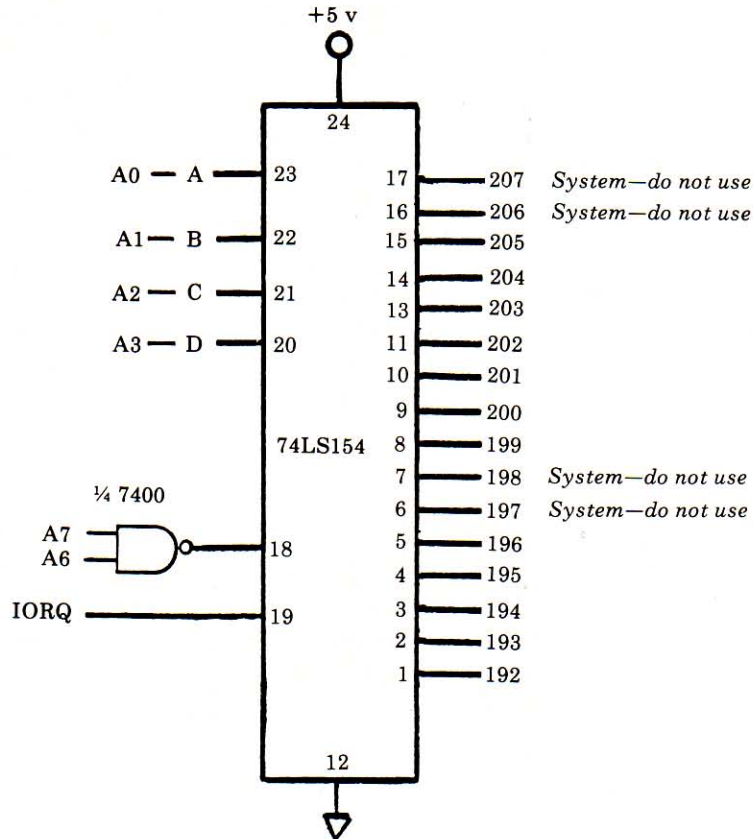 +5 v
24
A0 A 23 17 207 System—do not use
16 206 System—do not use
A1 B 22 15 205
A2 C 21 14 204
13 203
A3 D 20 11 202
10 201
9 200
74LS154 8 199
7 198 System—do not use
¼ 7400
6 197 System—do not use
A7
A6
18 5 196
4 195
IORQ 19 3 194
2 193
1 192
12